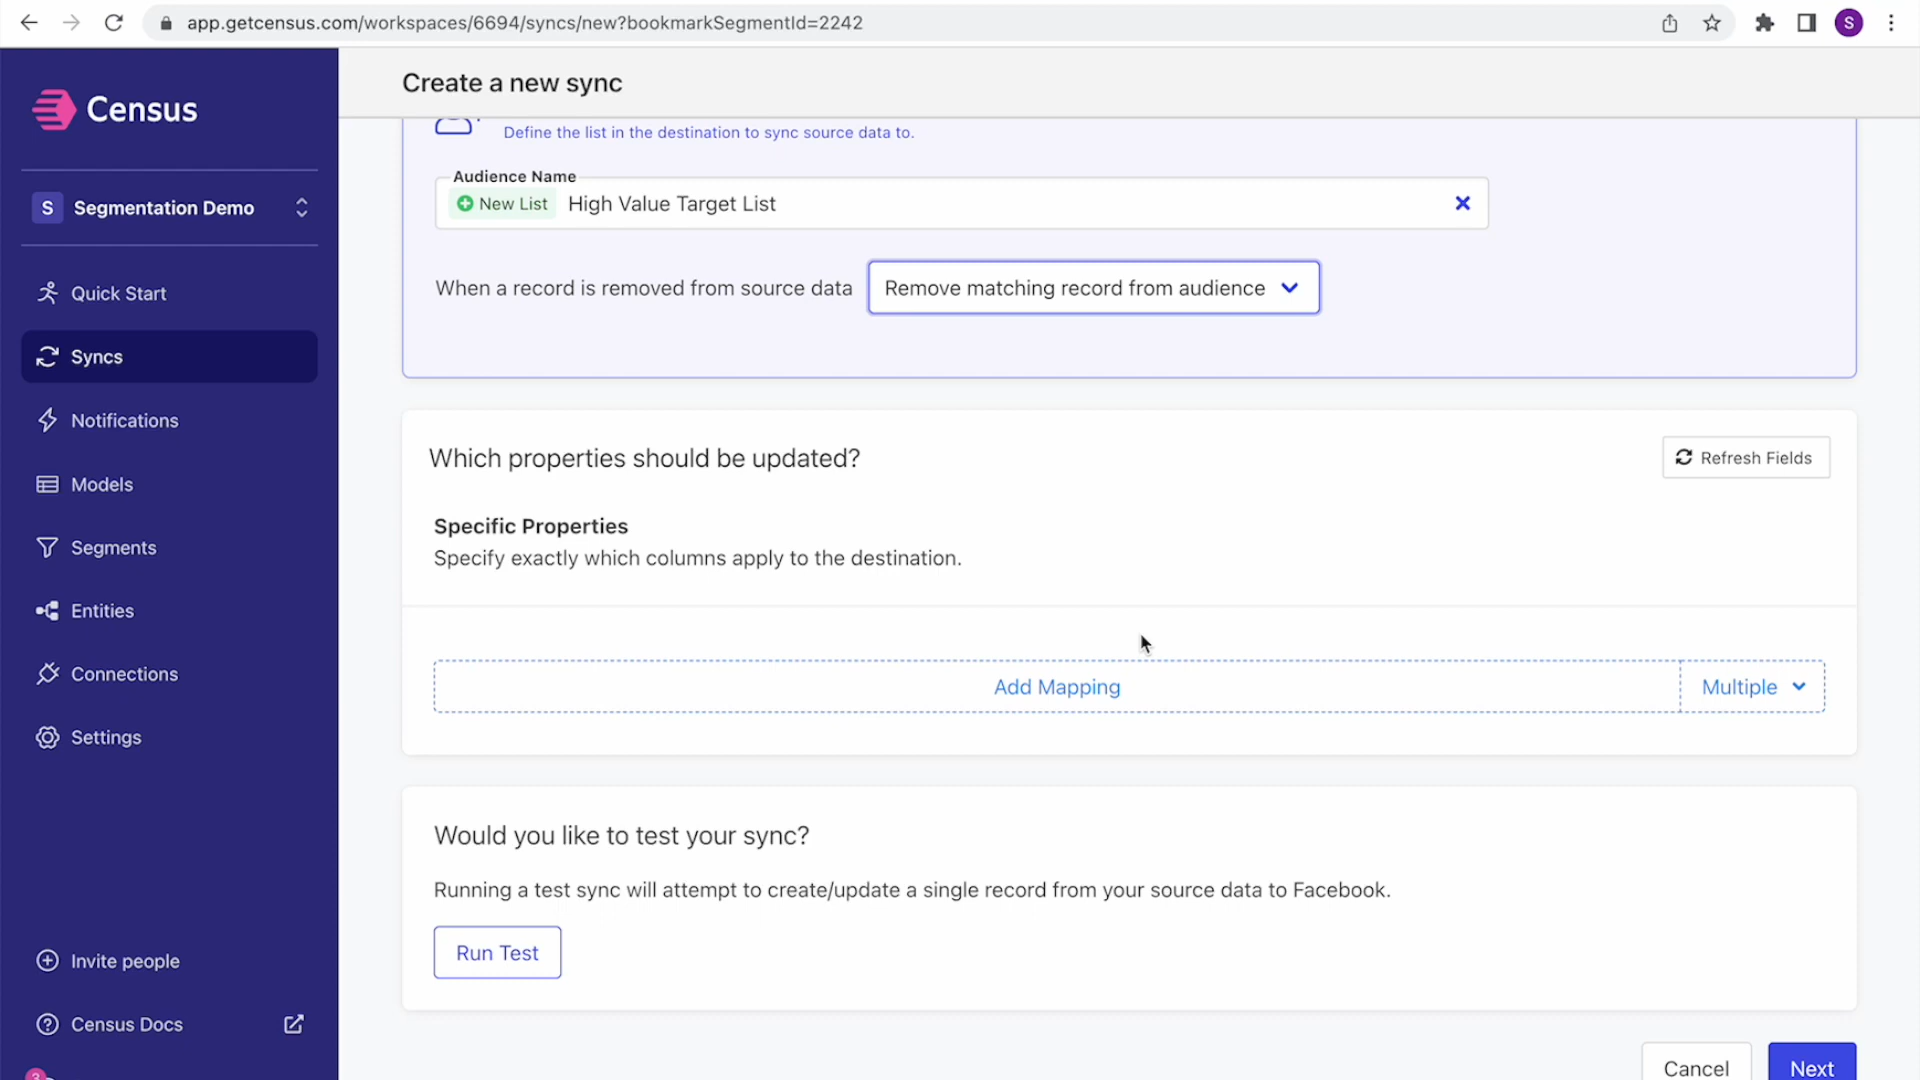 app.getcensus.com/workspaces/6694/syncs/new?bookmarkSegmentId=2242
S
Census
S Segmentation Demo
Quick Start
Syncs
Notifications
Models
Segments
Entities
Connections
Settings
Invite people
Census Docs
3
Create a new sync
Define the list in the destination to sync source data to.
Audience Name
New List High Value Target List
When a record is removed from source data Remove matching record from audience
Which properties should be updated? Refresh Fields
Specific Properties
Specify exactly which columns apply to the destination.
Add Mapping Multiple
Would you like to test your sync?
Running a test sync will attempt to create/update a single record from your source data to Facebook.
Run Test
Cancel Next